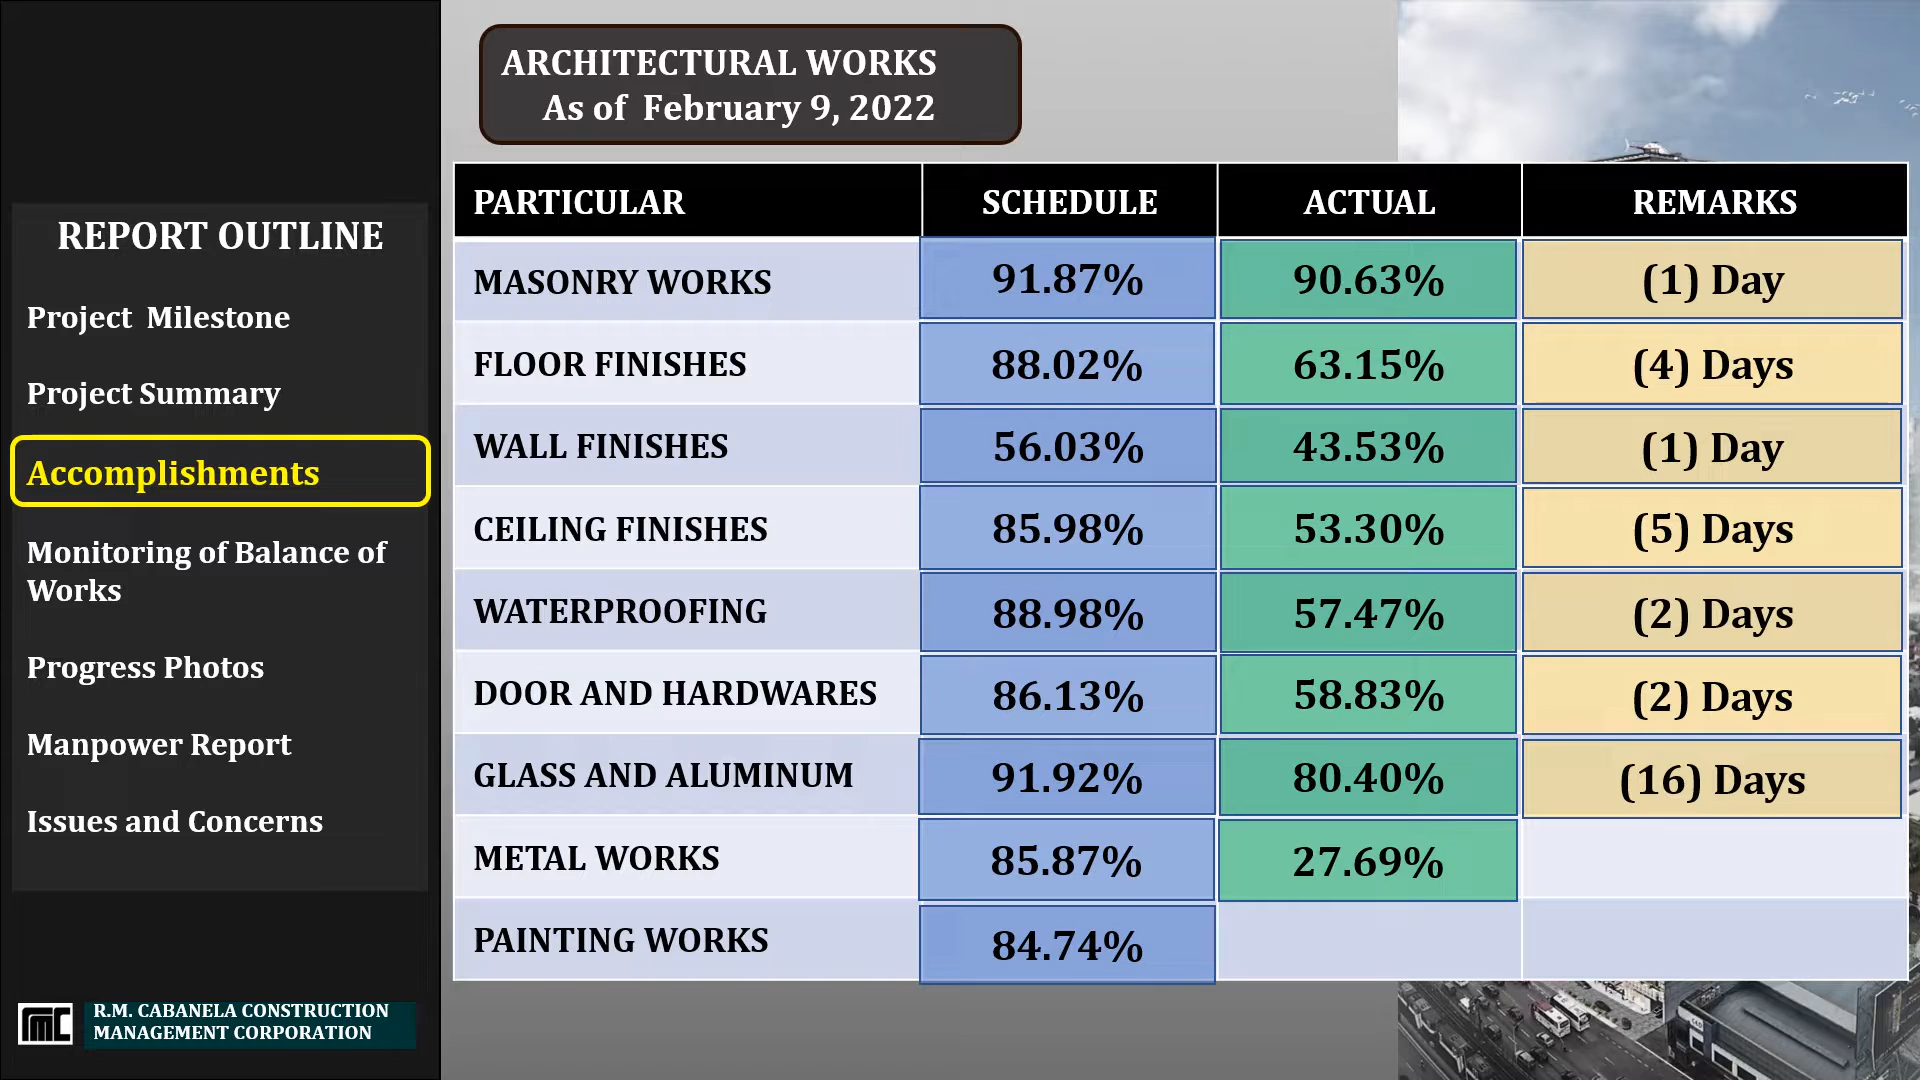 ARCHITECTURAL WORKS
As of February 9, 2022
REPORT OUTLINE
Project Milestone
Project Summary
Accomplishments
Monitoring of Balance of
Works
Progress Photos
Manpower Report
Issues and Concerns
R.M. CABANELA CONSTRUCTION
MANAGEMENT CORPORATION
PARTICULAR SCHEDULE ACTUAL REMARKS
MASONRY WORKS 91.87% 90.63% (1) Day
FLOOR FINISHES 88.02% 63.15% (4) Days
WALL FINISHES 56.03% 43.53% (1) Day
CEILING FINISHES 85.98% 53.30% (5) Days
WATERPROOFING 88.98% 57.47% (2) Days
DOOR AND HARDWARES 86.13% 58.83% (2) Days
GLASS AND ALUMINUM 91.92% 80.40% (16) Days
METAL WORKS 85.87% 27.69%
PAINTING WORKS 84.74%